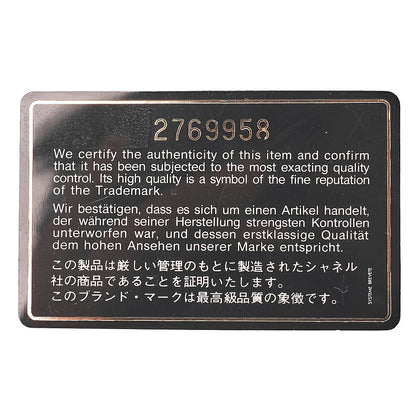 2769958
We certify the authenticity of this item and confirm
that it has been subjected to the most exacting quality
control. Its high quality is a symbol of the fine reputation
of the Trademark.
Wir bestätigen, dass es sich um einen Artikel handelt,
der während seiner Herstellung strengsten Kontrollen
unterworfen war, und dessen erstklassige Qualität
dem hohen Ansehen unserer Marke entspricht.
この製品は厳しい管理のもとに製造されたシャネル
社の商品であることを証明いたします。
このブランド・マークは最高級品質の象徴です。
SYSTEME BREVETE